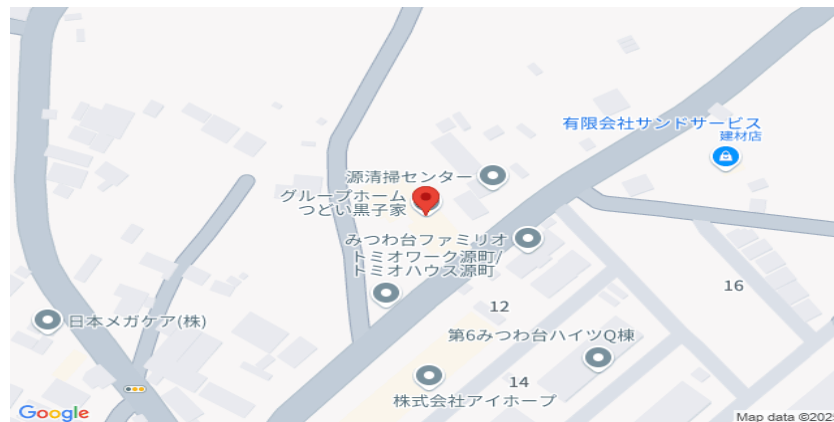 有限会社サンドサービス
建材店
源清掃センター
グループホーム
つどい黒子家
みつわ台ファミリオ
トミオワーク源町/
トミオハウス源町
16
12
日本メガケア(株)
第6みつわ台ハイツQ棟
14
株式会社アイホープ
Google
Map data ©202